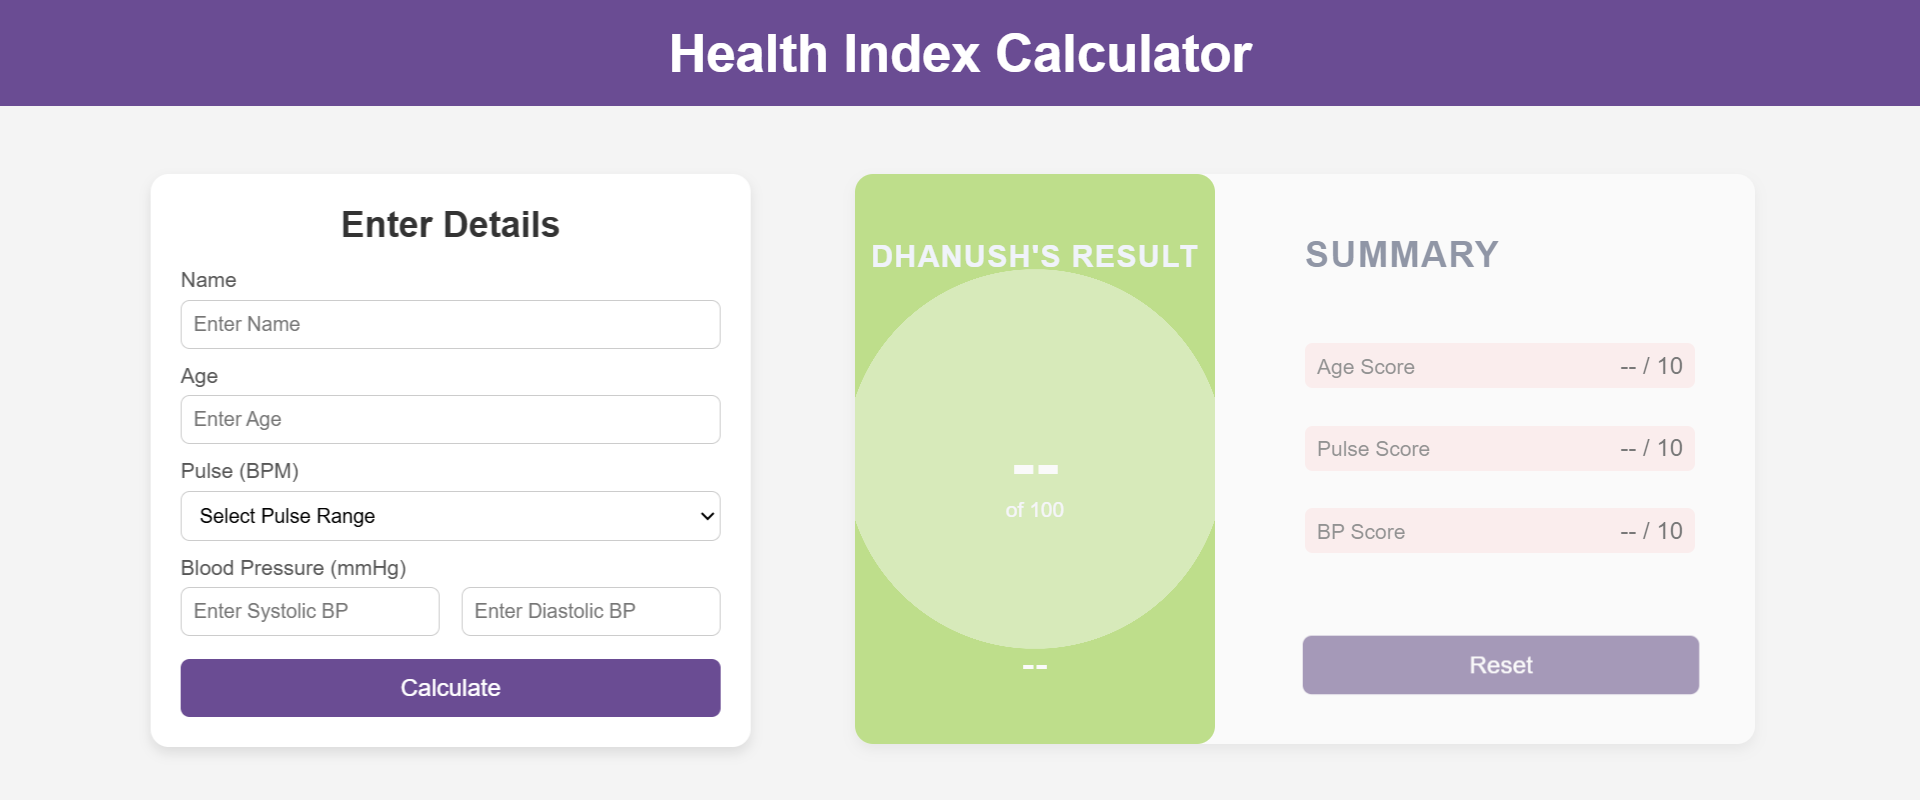 Health Index Calculator
Enter Details
Name
Enter Name
Age
Enter Age
Pulse (BPM)
Select Pulse Range
Blood Pressure (mmHg)
Enter Systolic BP
Enter Diastolic BP
Calculate
DHANUSH'S RESULT
--
of 100
--
SUMMARY
Age Score -- / 10
Pulse Score -- / 10
BP Score -- / 10
Reset